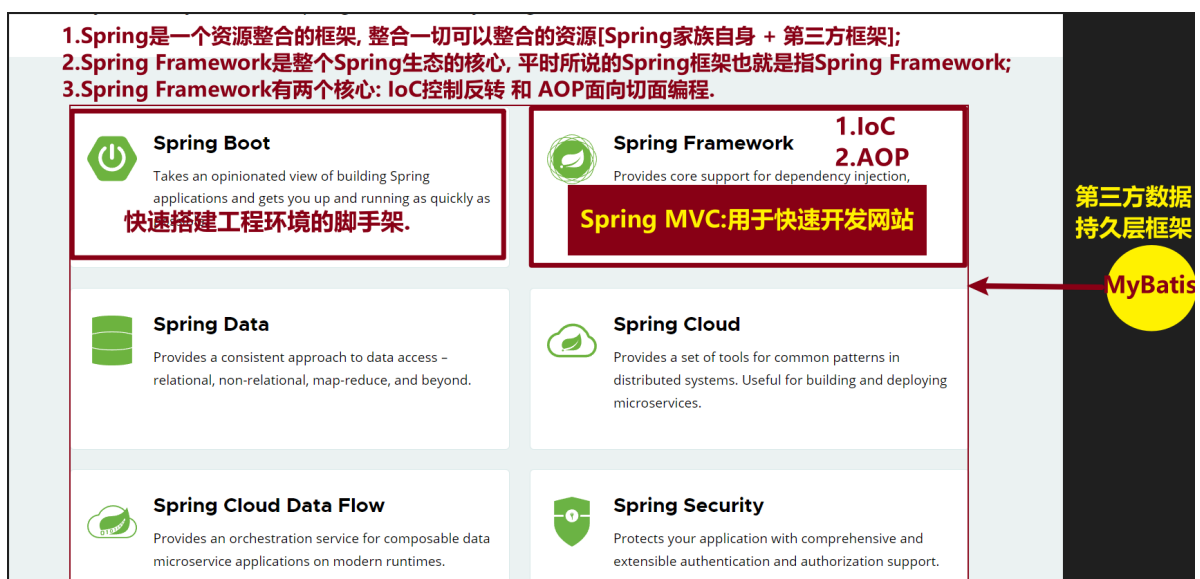 1.Spring是一个资源整合的框架, 整合一切可以整合的资源[Spring家族自身 + 第三方框架];
2.Spring Framework是整个Spring生态的核心, 平时所说的Spring框架也就是指Spring Framework;
3.Spring Framework有两个核心: IoC控制反转 和 AOP面向切面编程.
Spring Boot
Takes an opinionated view of building Spring
applications and gets you up and running as quickly as
快速搭建工程环境的脚手架.
Spring Framework
1.IoC
2.AOP
Provides core support for dependency injection,
Spring MVC:用于快速开发网站
第三方数据
持久层框架
MyBatis
Spring Data
Provides a consistent approach to data access –
relational, non-relational, map-reduce, and beyond.
Spring Cloud
Provides a set of tools for common patterns in
distributed systems. Useful for building and deploying
microservices.
Spring Cloud Data Flow
Provides an orchestration service for composable data
microservice applications on modern runtimes.
Spring Security
Protects your application with comprehensive and
extensible authentication and authorization support.